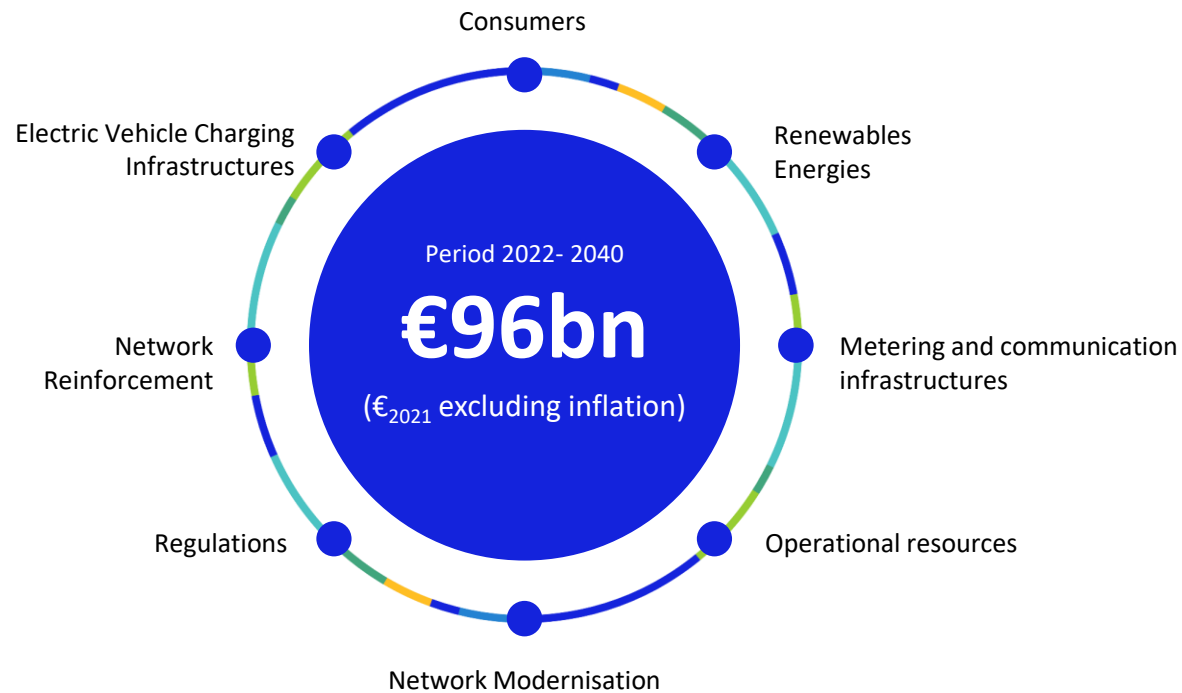 Consumers
Electric Vehicle Charging
Infrastructures
Renewables
Energies
Period 2022- 2040
€96bn
(€2021 excluding inflation)
Network
Reinforcement
Metering and communication
infrastructures
Regulations
Operational resources
Network Modernisation